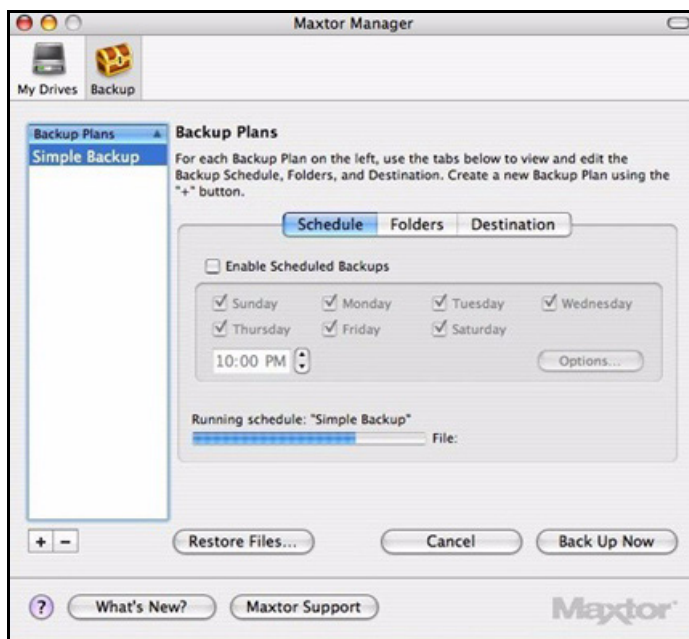 Maxtor Manager
My Drives
Backup
Backup Plans
Simple Backup
Backup Plans
For each Backup Plan on the left, use the tabs below to view and edit the
Backup Schedule, Folders, and Destination. Create a new Backup Plan using the
"+" button.
Schedule Folders Destination
Enable Scheduled Backups
Sunday Monday Tuesday Wednesday
Thursday Friday Saturday
10:00 PM Options...
Running schedule: "Simple Backup"
File:
+ − Restore Files... Cancel Back Up Now
? What's New? Maxtor Support Maxtor